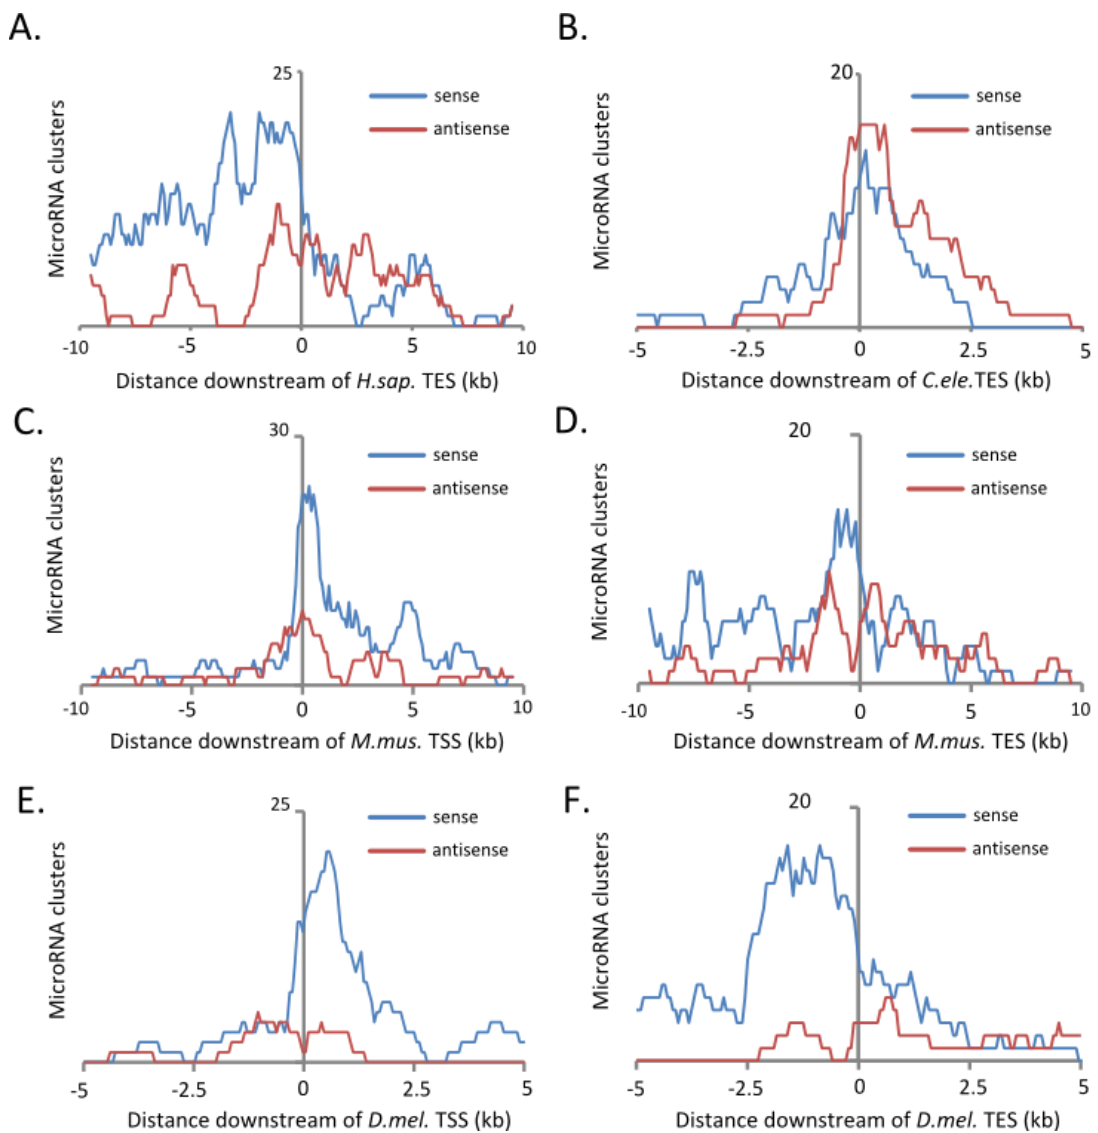 A.
B.
25
20
MicroRNA clusters
sense
antisense
MicroRNA clusters
sense
antisense
-10 -5 0 5 10
-5 -2.5 0 2.5 5
Distance downstream of H.sap. TES (kb)
Distance downstream of C.ele.TES (kb)
C.
D.
30
20
MicroRNA clusters
sense
antisense
MicroRNA clusters
sense
antisense
-10 -5 0 5 10
-10 -5 0 5 10
Distance downstream of M.mus. TSS (kb)
Distance downstream of M.mus. TES (kb)
E.
F.
25
20
MicroRNA clusters
sense
antisense
MicroRNA clusters
sense
antisense
-5 -2.5 0 2.5 5
-5 -2.5 0 2.5 5
Distance downstream of D.mel. TSS (kb)
Distance downstream of D.mel. TES (kb)